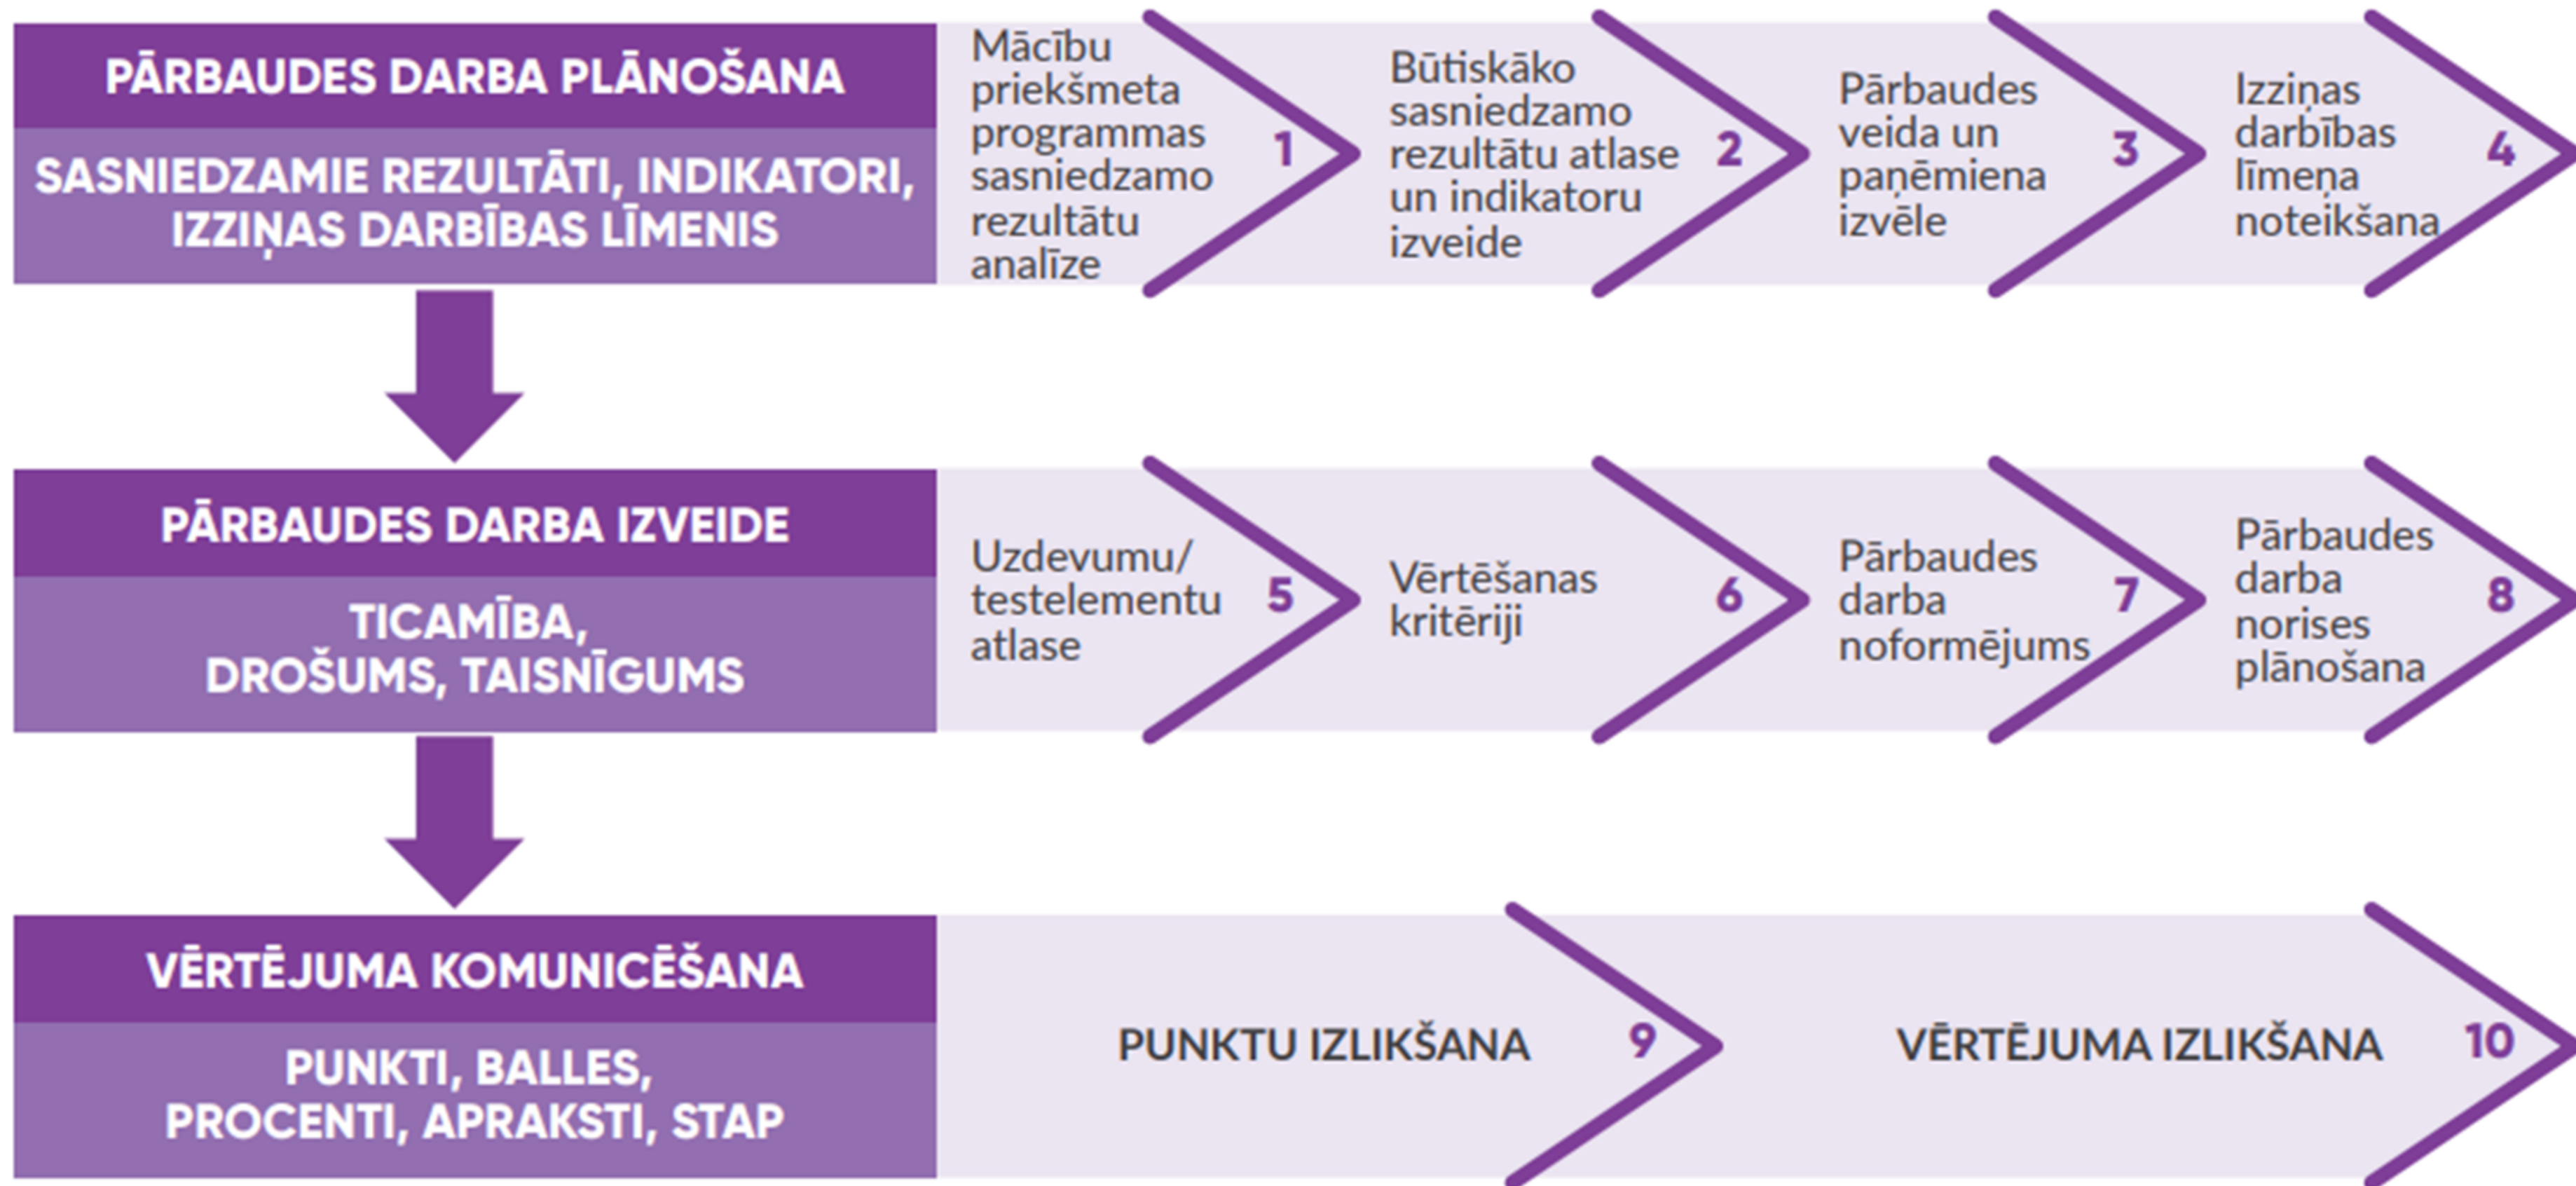 PĀRBAUDES DARBA PLĀNOŠANA
SASNIEDZAMIE REZULTĀTI, INDIKATORI,
IZZIŅAS DARBĪBAS LĪMENIS
Mācību
priekšmeta
programmas
sasniedzamo
rezultātu
analīze
1
Būtiskāko
sasniedzamo
rezultātu atlase
un indikatoru
izveide
2
Pārbaudes
veida un
paņēmiena
izvēle
3
Izziņas
darbības
līmeņa
noteikšana
4
PĀRBAUDES DARBA IZVEIDE
TICAMĪBA,
DROŠUMS, TAISNĪGUMS
Uzdevumu/
testelementu
atlase
5
Vērtēšanas
kritēriji
6
Pārbaudes
darba
noformējums
7
Pārbaudes
darba
norises
plānošana
8
VĒRTĒJUMA KOMUNICĒŠANA
PUNKTI, BALLES,
PROCENTI, APRAKSTI, STAP
PUNKTU IZLIKŠANA
9
VĒRTĒJUMA IZLIKŠANA
10